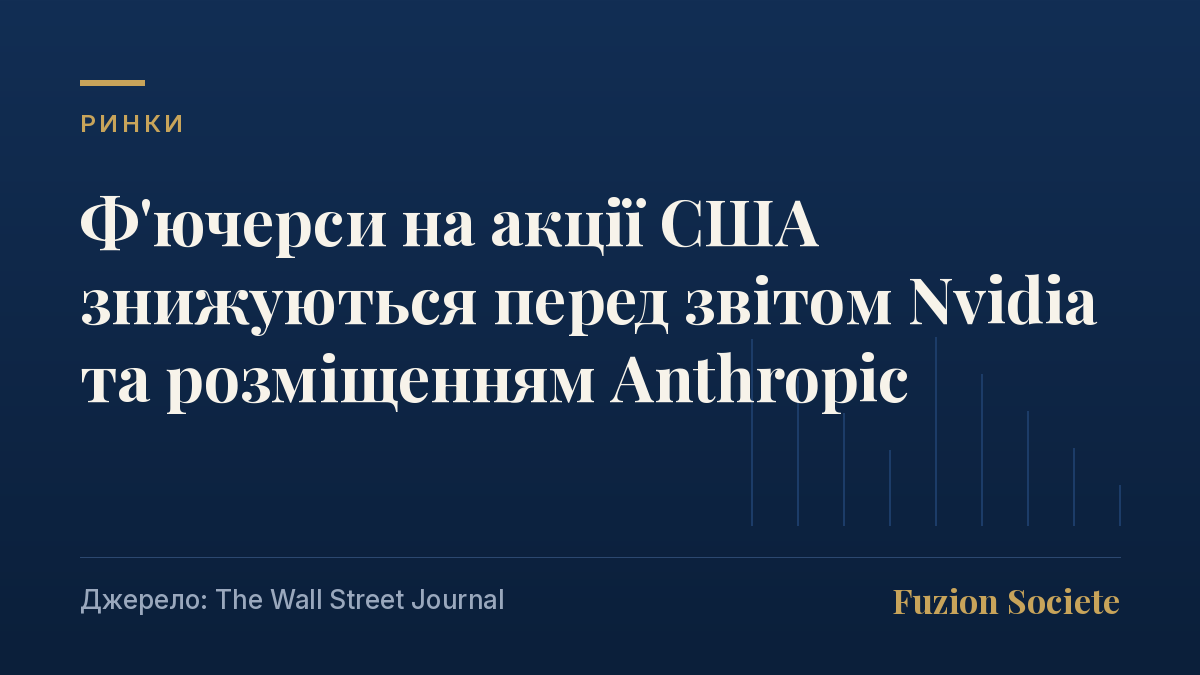 РИНКИ
Ф'ючерси на акції США
знижуються перед звітом Nvidia
та розміщенням Anthropic
Джерело: The Wall Street Journal
Fuzion Societe